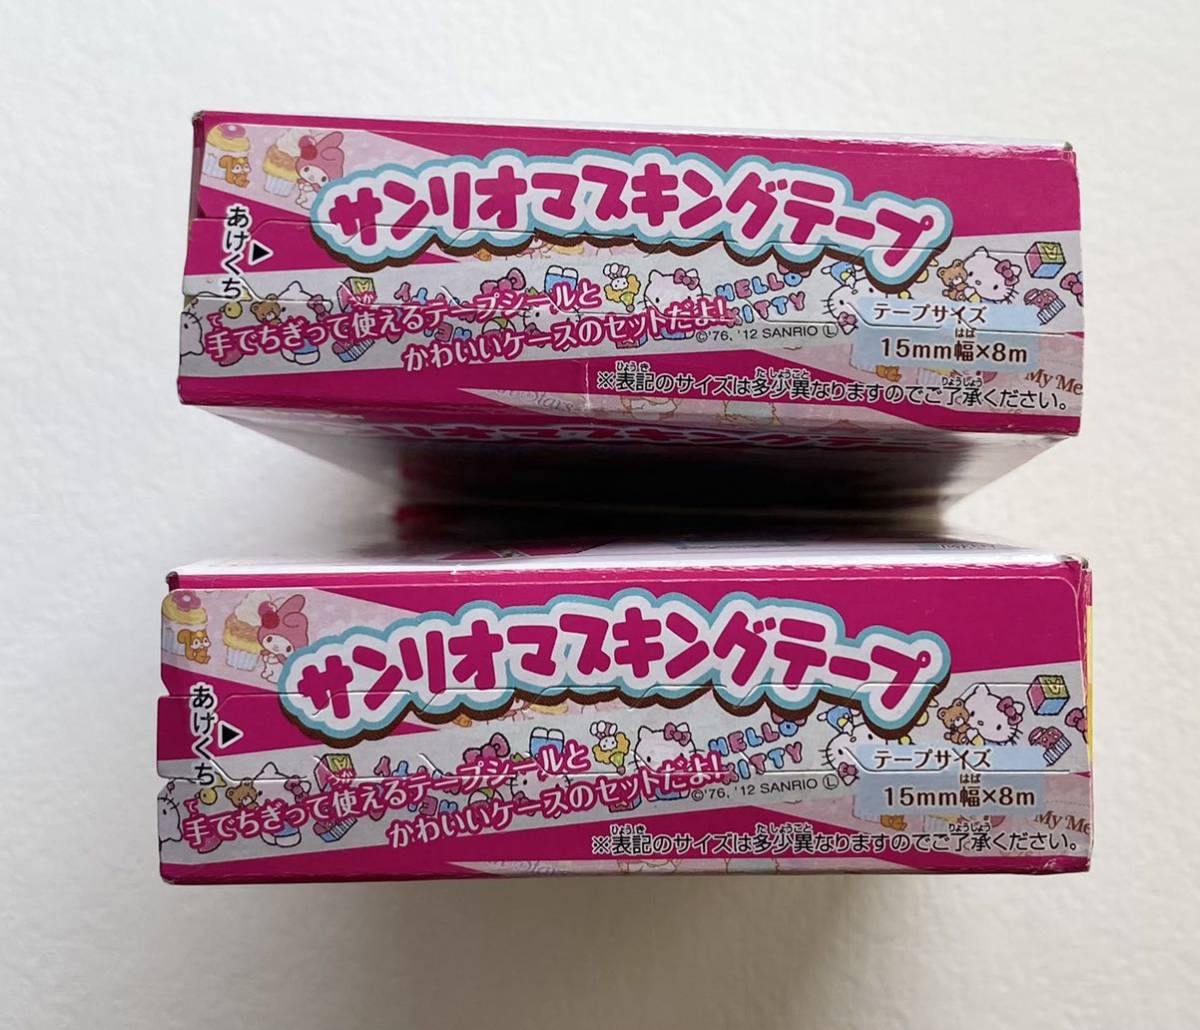 サンリオマスキングテープ
あけくち
手でちぎって使えるテープシールと
かわいいケースのセットだよ!
HELLO
KITTY
©'76, '12 SANRIO Ⓛ
テープサイズ
15mm幅×8m
My Me
※表記のサイズは多少異なりますのでご了承ください。
サンリオマスキングテープ
あけくち
手でちぎって使えるテープシールと
かわいいケースのセットだよ!
HELLO
KITTY
©'76, '12 SANRIO Ⓛ
テープサイズ
15mm幅×8m
My Me
※表記のサイズは多少異なりますのでご了承ください。